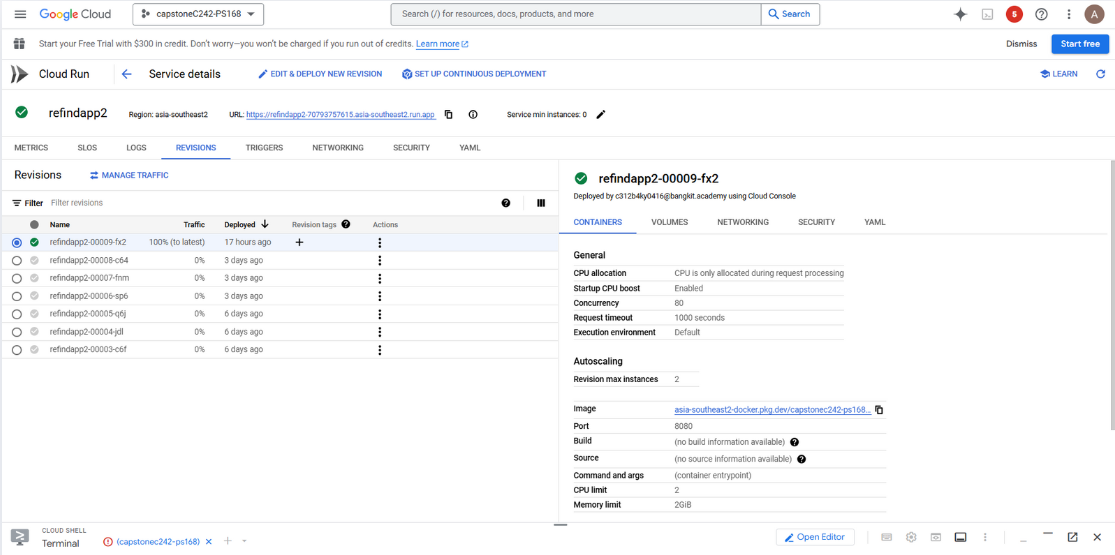 Google Cloud capstoneC242-PS168 Search (/) for resources, docs, products, and more Search 5 A
Start your Free Trial with $300 in credit. Don't worry—you won't be charged if you run out of credits. Learn more Dismiss Start free
Cloud Run Service details EDIT & DEPLOY NEW REVISION SET UP CONTINUOUS DEPLOYMENT LEARN
refindapp2 Region: asia-southeast2 URL: https://refindapp2-70793757615.asia-southeast2.run.app Service min instances: 0
METRICS SLOS LOGS REVISIONS TRIGGERS NETWORKING SECURITY YAML
Revisions MANAGE TRAFFIC
Filter Filter revisions
Name Traffic Deployed Revision tags Actions
refindapp2-00009-fx2 100% (to latest) 17 hours ago
refindapp2-00008-c64 0% 3 days ago
refindapp2-00007-fnm 0% 3 days ago
refindapp2-00006-sp6 0% 3 days ago
refindapp2-00005-q6j 0% 6 days ago
refindapp2-00004-jdl 0% 6 days ago
refindapp2-00003-c6f 0% 6 days ago
refindapp2-00009-fx2
Deployed by c312b4ky0416@bangkit.academy using Cloud Console
CONTAINERS VOLUMES NETWORKING SECURITY YAML
General
CPU allocation CPU is only allocated during request processing
Startup CPU boost Enabled
Concurrency 80
Request timeout 1000 seconds
Execution environment Default
Autoscaling
Revision max instances 2
Image asia-southeast2-docker.pkg.dev/capstonec242-ps168...
Port 8080
Build (no build information available)
Source (no source information available)
Command and args (container entrypoint)
CPU limit 2
Memory limit 2GiB
CLOUD SHELL
Terminal (capstonec242-ps168) Open Editor